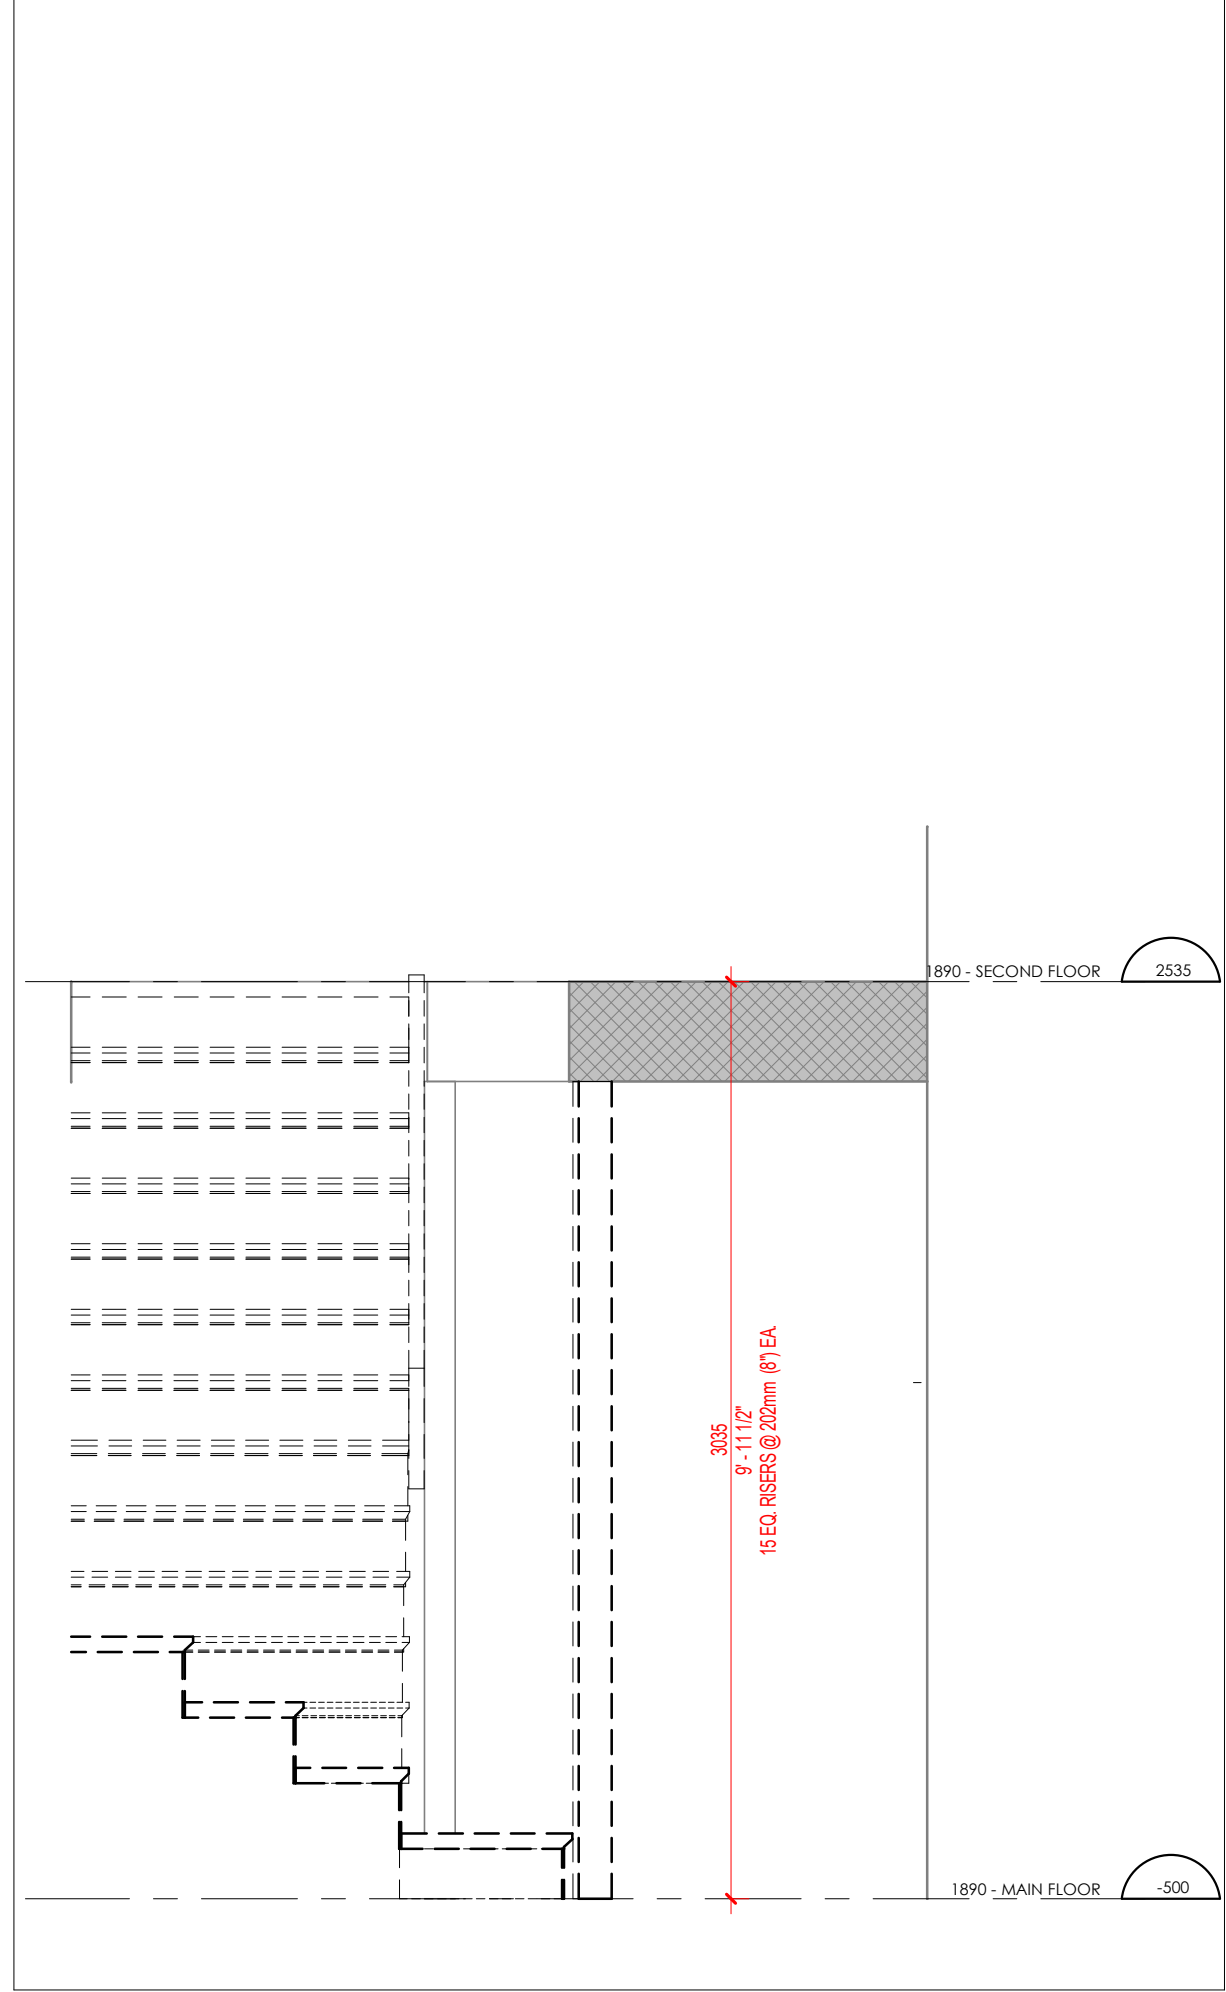 1890 - SECOND FLOOR
2535
3035
9' - 11 1/2"
15 EQ. RISERS @ 202mm (8") EA.
1890 - MAIN FLOOR
-500